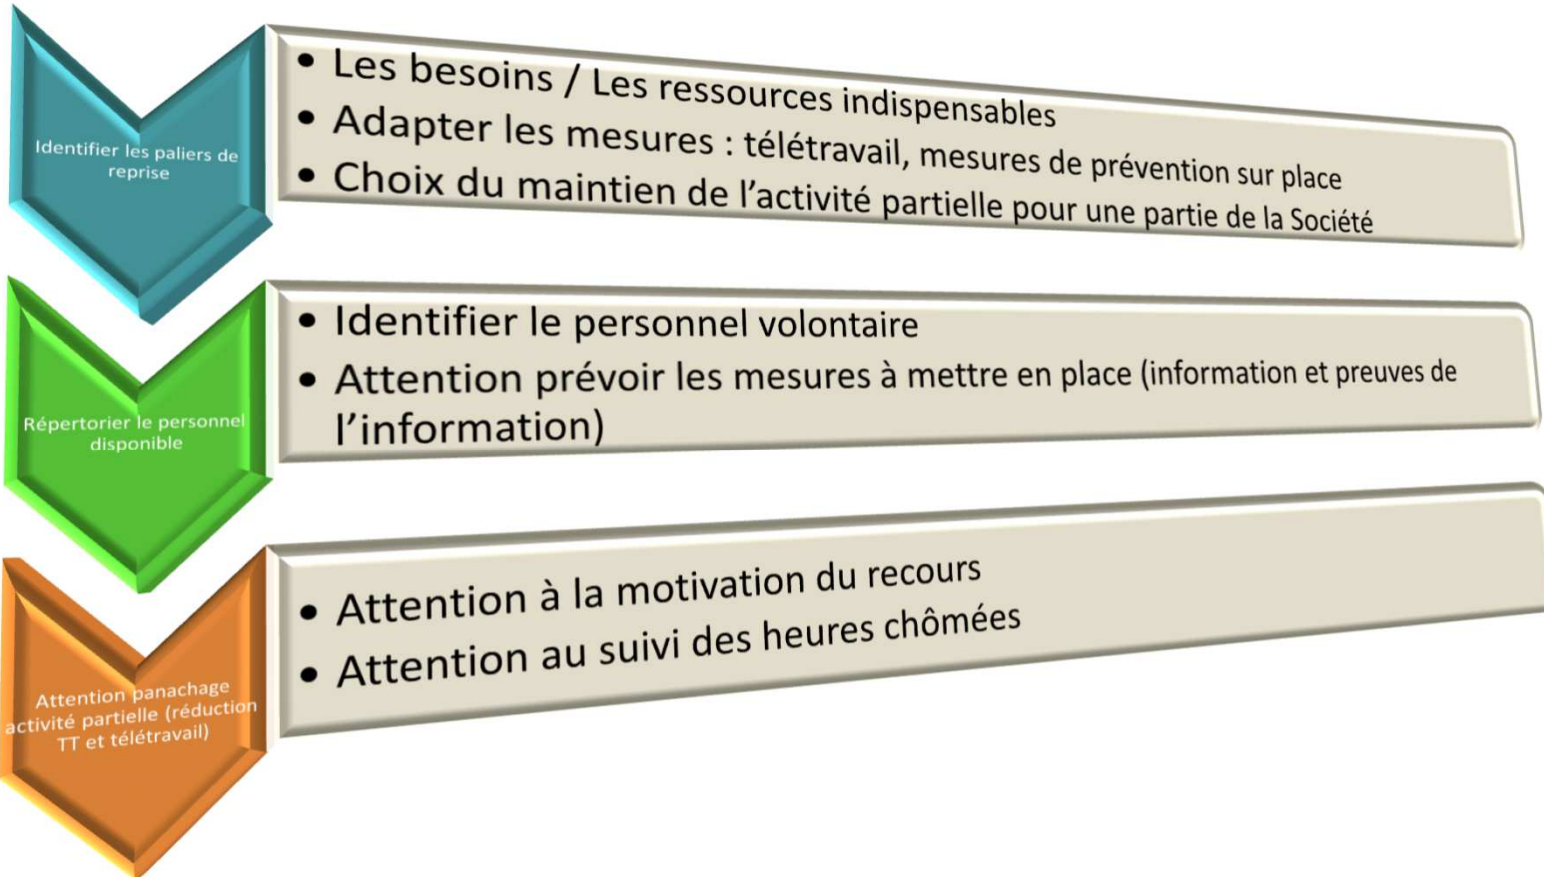 Identifier les paliers de
reprise
• Les besoins / Les ressources indispensables
• Adapter les mesures : télétravail, mesures de prévention sur place
• Choix du maintien de l’activité partielle pour une partie de la Société
Répertorier le personnel
disponible
• Identifier le personnel volontaire
• Attention prévoir les mesures à mettre en place (information et preuves de
l’information)
Attention panachage
activité partielle (réduction
TT et télétravail)
• Attention à la motivation du recours
• Attention au suivi des heures chômées